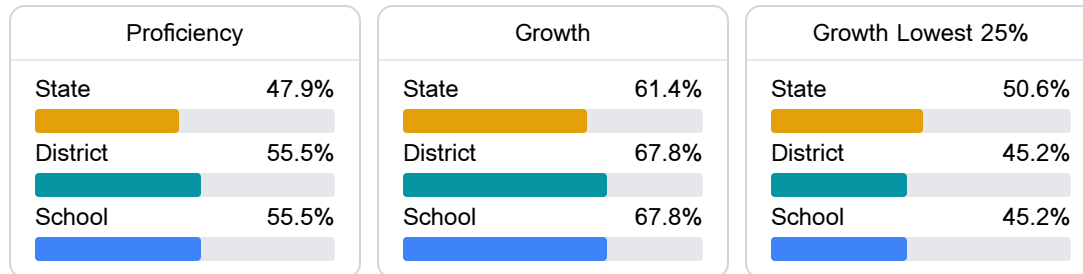 Proficiency
State 47.9%
District 55.5%
School 55.5%
Growth
State 61.4%
District 67.8%
School 67.8%
Growth Lowest 25%
State 50.6%
District 45.2%
School 45.2%